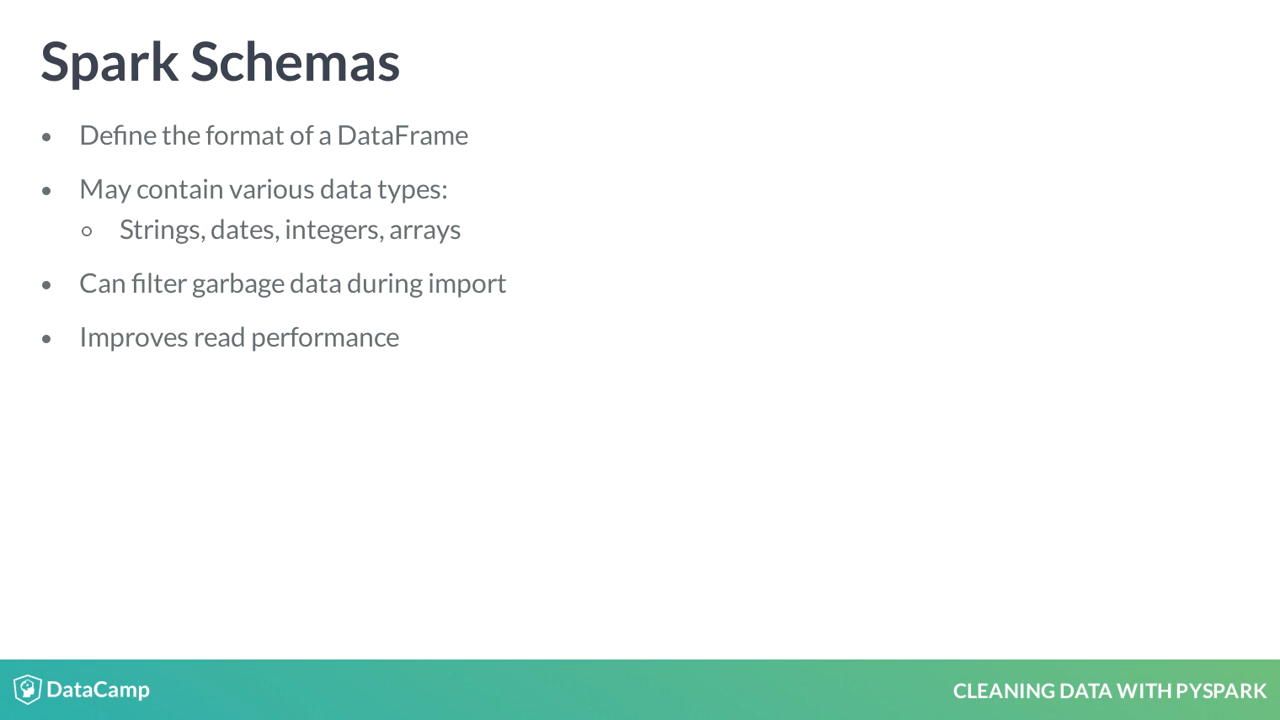 Spark Schemas
• Define the format of a DataFrame
• May contain various data types:
○ Strings, dates, integers, arrays
• Can filter garbage data during import
• Improves read performance
DataCamp
CLEANING DATA WITH PYSPARK